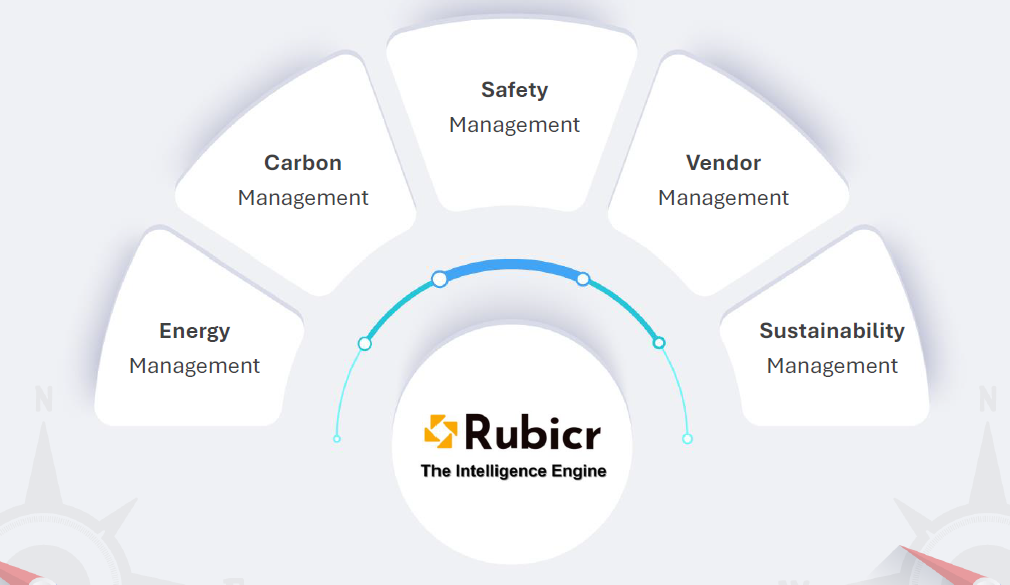 Safety
Management
Carbon
Management
Vendor
Management
Energy
Management
Sustainability
Management
N
N
Rubicr
The Intelligence Engine